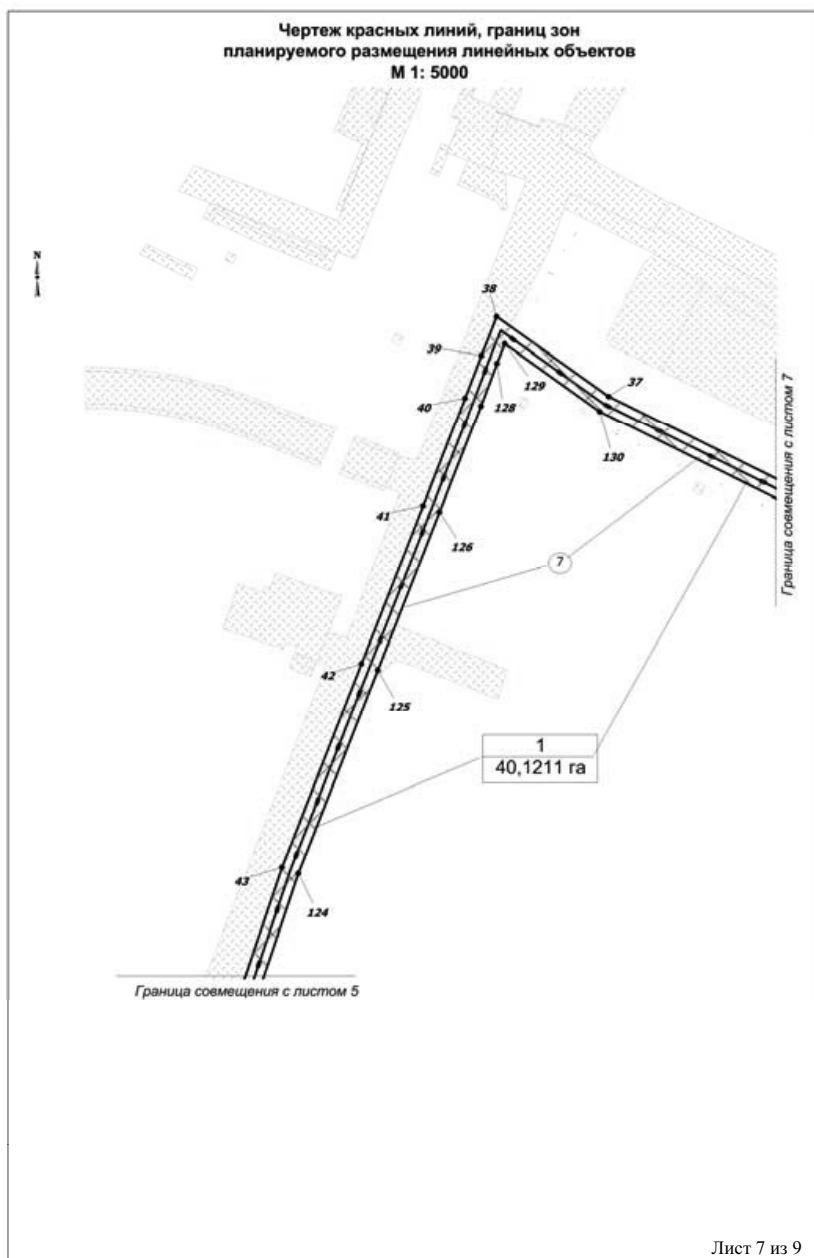 Чертеж красных линий, границ зон
планируемого размещения линейных объектов
М 1: 5000
N
38
39
37
129
40
128
130
Граница совмещения с листом 7
41
126
7
42
125
1
40,1211 га
43
124
Граница совмещения с листом 5
Лист 7 из 9